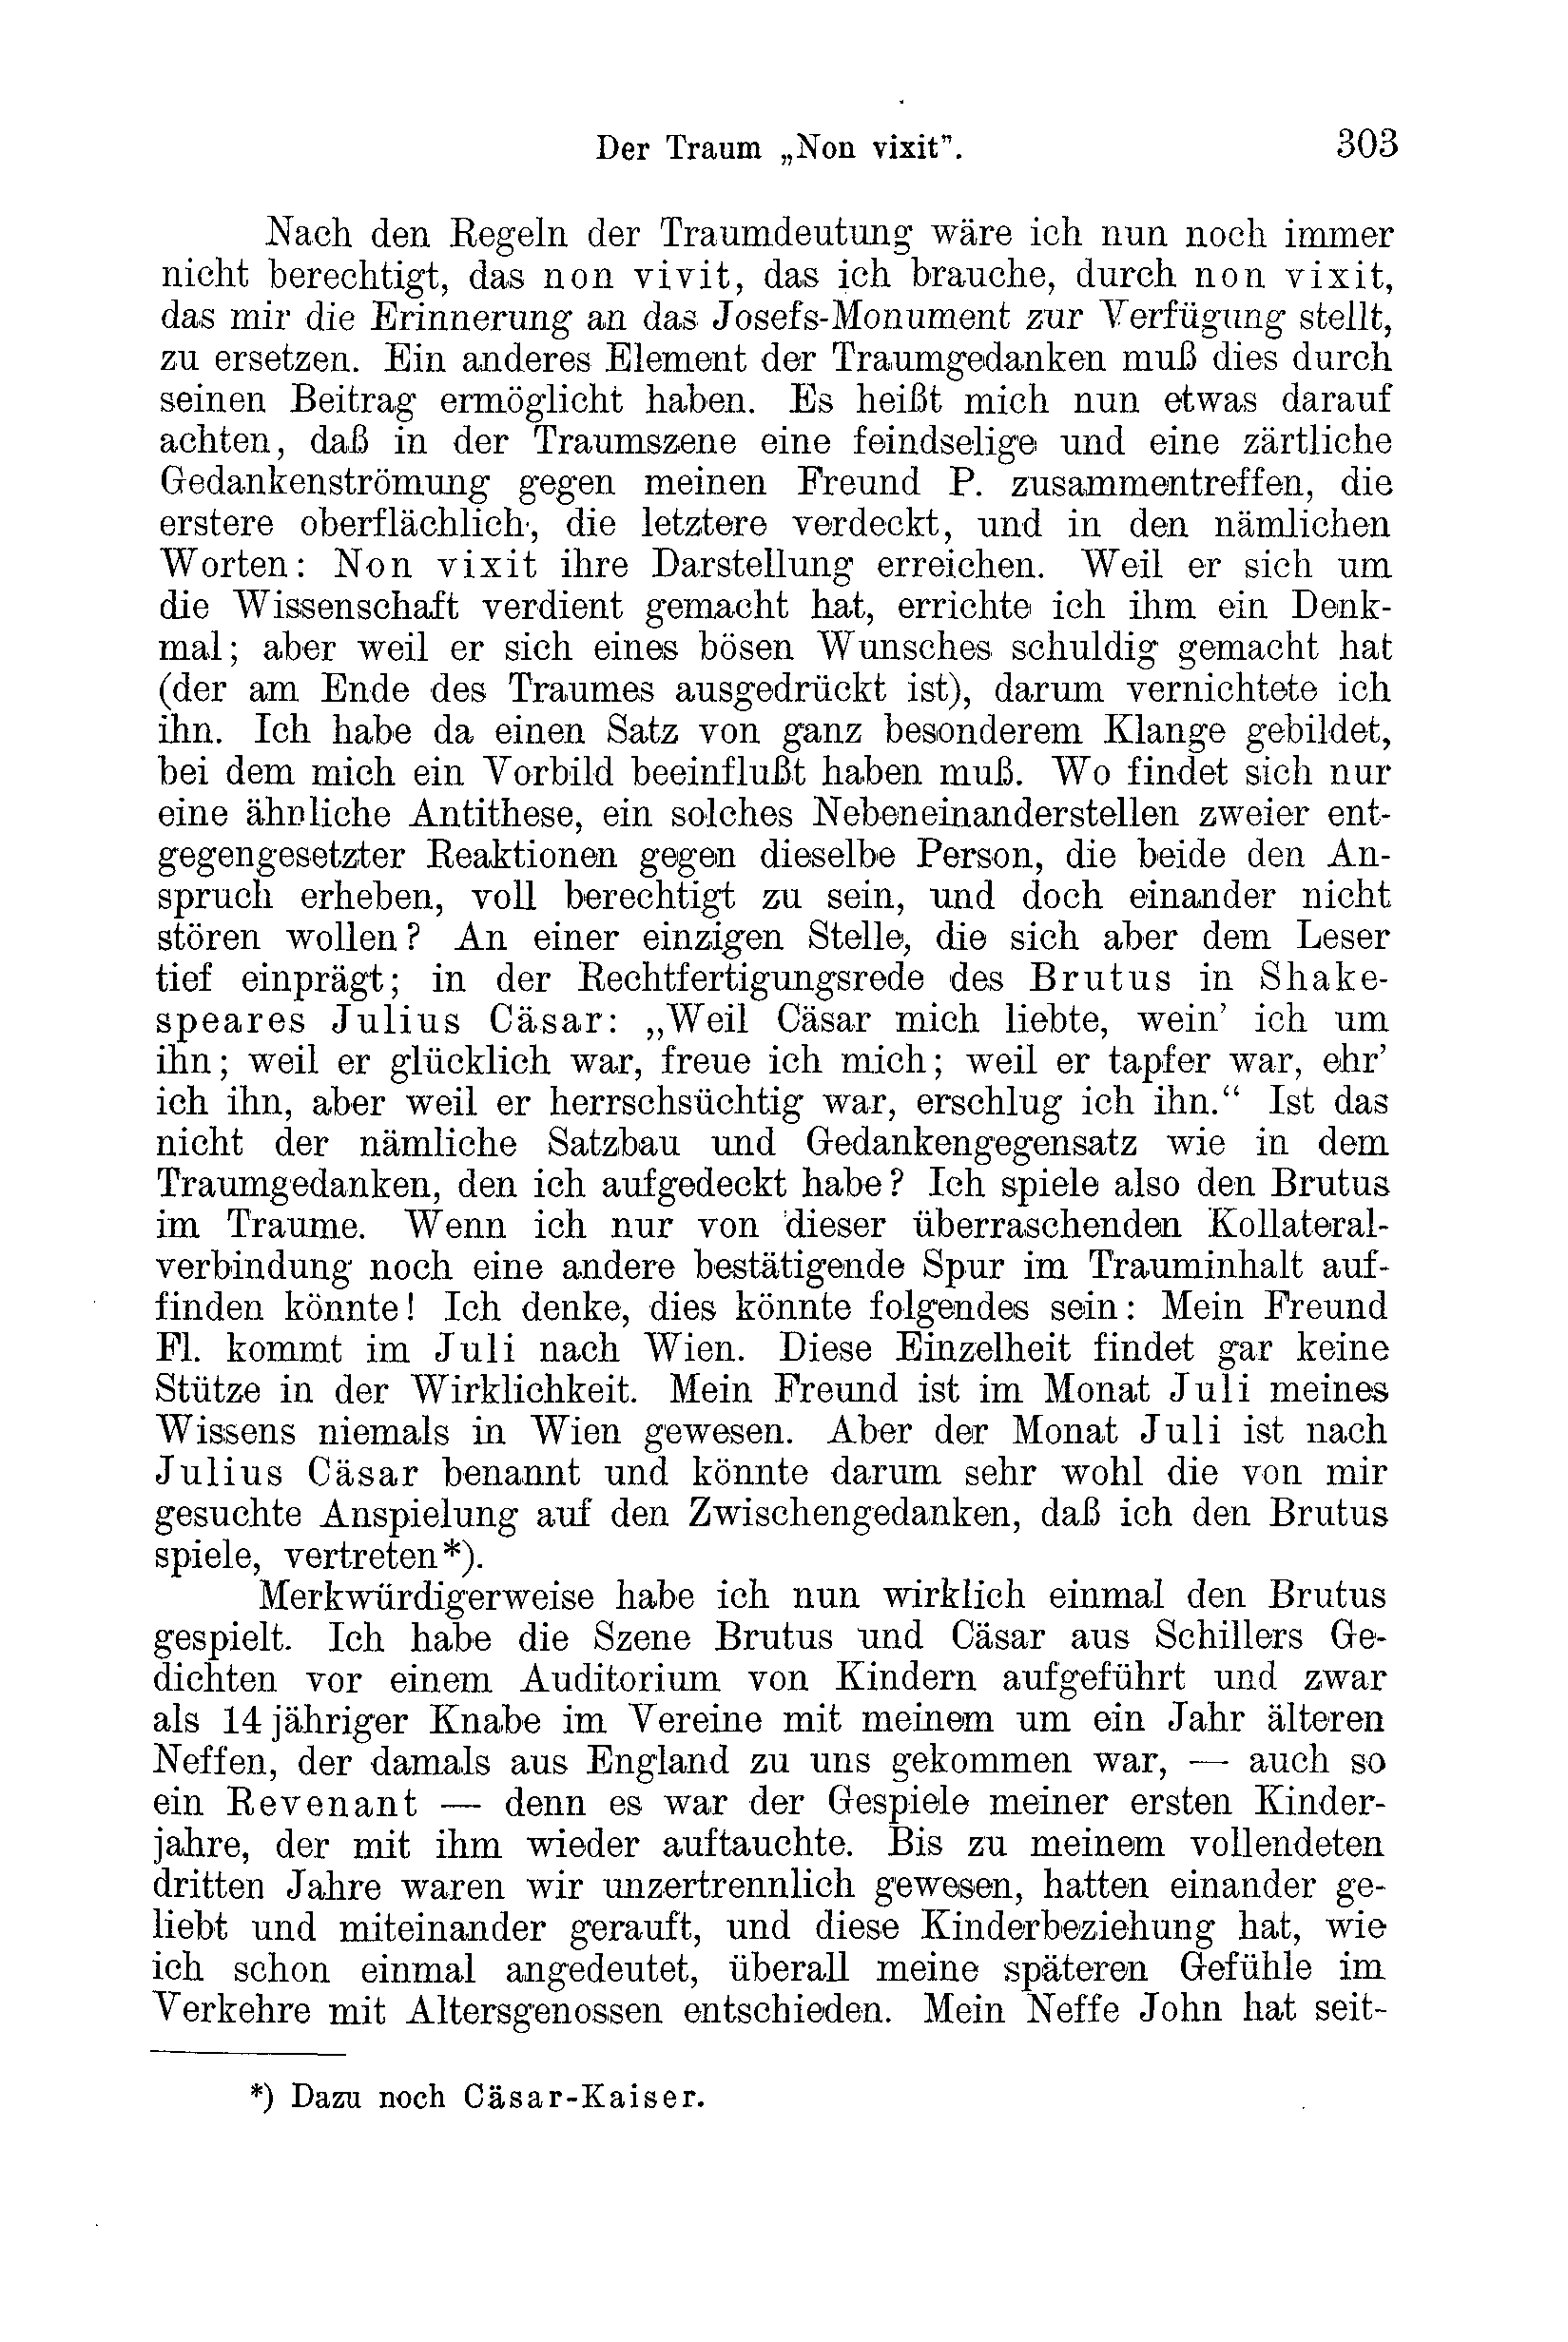 Der Traum „Non vixit”. 303
Nach den Regeln der Traumdeutung wäre ich nun noch immer
nicht berechtigt, das non vivit, das ich brauche, durch non vixit,
das mir die Erinnerung an das Josefs-Monument zur Verfügung stellt,
zu ersetzen. Ein anderes Element der Traumgedanken muß dies durch
seinen Beitrag ermöglicht haben. Es heißt mich nun etwas darauf
achten, daß in der Traumszene eine feindselige und eine zärtliche
Gedankenströmung gegen meinen Freund P. zusammentreffen, die
erstere oberflächlich, die letztere verdeckt, und in den nämlichen
Worten: Non vixit ihre Darstellung erreichen. Weil er sich um
die Wissenschaft verdient gemacht hat, errichte ich ihm ein Denk-
mal; aber weil er sich eines bösen Wunsches schuldig gemacht hat
(der am Ende des Traumes ausgedrückt ist), darum vernichtete ich
ihn. Ich habe da einen Satz von ganz besonderem Klange gebildet,
bei dem mich ein Vorbild beeinflußt haben muß. Wo findet sich nur
eine ähnliche Antithese, ein solches Nebeneinanderstellen zweier ent-
gegengesetzter Reaktionen gegen dieselbe Person, die beide den An-
spruch erheben, voll berechtigt zu sein, und doch einander nicht
stören wollen? An einer einzigen Stelle, die sich aber dem Leser
tief einprägt; in der Rechtfertigungsrede des Brutus in Shake-
speares Julius Cäsar: „Weil Cäsar mich liebte, wein’ ich um
ihn; weil er glücklich war, freue ich mich; weil er tapfer war, ehr’
ich ihn, aber weil er herrschsüchtig war, erschlug ich ihn.“ Ist das
nicht der nämliche Satzbau und Gedankengegensatz wie in dem
Traumgedanken, den ich aufgedeckt habe? Ich spiele also den Brutus
im Traume. Wenn ich nur von dieser überraschenden Kollateral-
verbindung noch eine andere bestätigende Spur im Trauminhalt auf-
finden könnte! Ich denke, dies könnte folgendes sein: Mein Freund
Fl. kommt im Juli nach Wien. Diese Einzelheit findet gar keine
Stütze in der Wirklichkeit. Mein Freund ist im Monat Juli meines
Wissens niemals in Wien gewesen. Aber der Monat Juli ist nach
Julius Cäsar benannt und könnte darum sehr wohl die von mir
gesuchte Anspielung auf den Zwischengedanken, daß ich den Brutus
spiele, vertreten*).
Merkwürdigerweise habe ich nun wirklich einmal den Brutus
gespielt. Ich habe die Szene Brutus und Cäsar aus Schillers Ge-
dichten vor einem Auditorium von Kindern aufgeführt und zwar
als 14jähriger Knabe im Vereine mit meinem um ein Jahr älteren
Neffen, der damals aus England zu uns gekommen war, — auch so
ein Revenant — denn es war der Gespiele meiner ersten Kinder-
jahre, der mit ihm wieder auftauchte. Bis zu meinem vollendeten
dritten Jahre waren wir unzertrennlich gewesen, hatten einander ge-
liebt und miteinander gerauft, und diese Kinderbeziehung hat, wie
ich schon einmal angedeutet, überall meine späteren Gefühle im
Verkehre mit Altersgenossen entschieden. Mein Neffe John hat seit-
*) Dazu noch Cäsar-Kaiser.